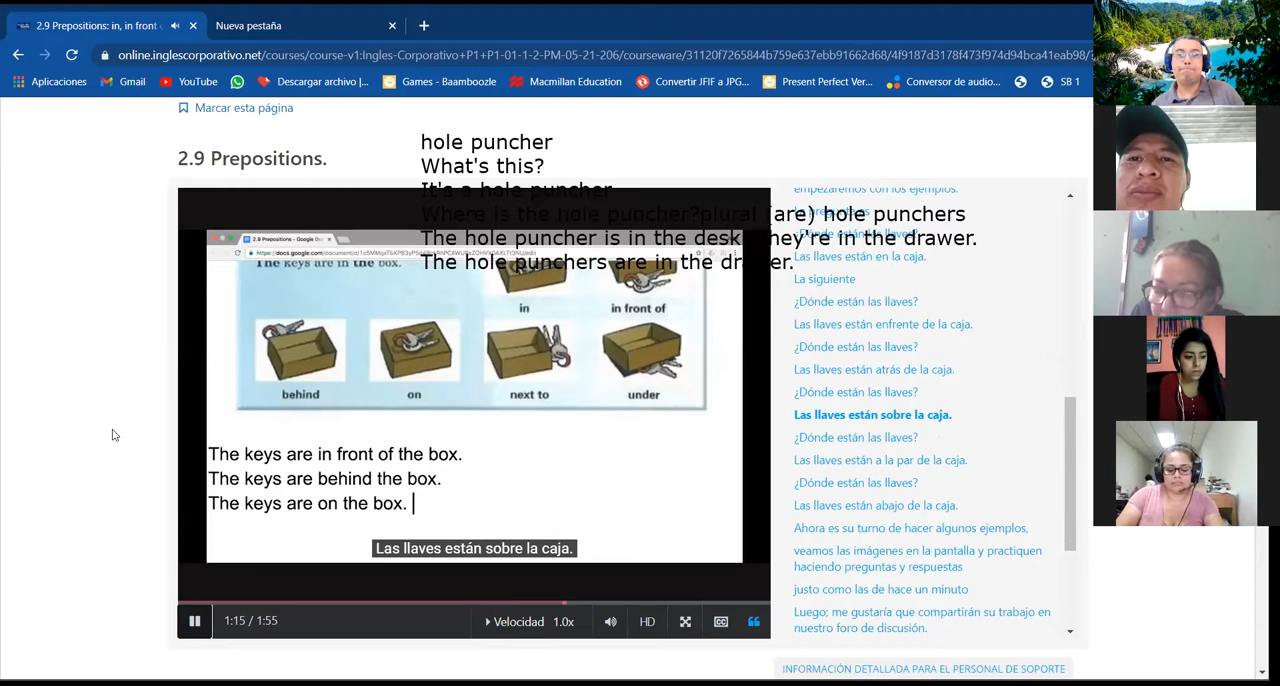 2.9 Prepositions: in, in front
Nueva pestaña
online.inglescorporativo.net/courses/course-v1:Ingles-Corporativo+P1+P1-01-1-2-PM-05-21-206/courseware/31120f7265844b759e637ebb91662d68/4f9187d3178f473f974d94bca41eab98/
Aplicaciones
Gmail
YouTube
Descargar archivo |...
Games - Baamboozle
Macmillan Education
Convertir JFIF a JPG...
Present Perfect Ver...
Conversor de audio...
SB 1
Marcar esta página
2.9 Prepositions.
hole puncher
What's this?
It's a hole puncher
Where is the hole puncher?plural (are) hole punchers
The hole puncher is in the desk They're in the drawer.
The hole punchers are in the drawer.
2.9 Prepositions - Google
The keys are in the box.
in
in front of
behind
on
next to
under
The keys are in front of the box.
The keys are behind the box.
The keys are on the box.
Las llaves están sobre la caja.
1:15 / 1:55
Velocidad 1.0x
HD
CC
empezaremos con los ejemplos.
Las llaves están en la caja.
La siguiente
¿Dónde están las llaves?
Las llaves están enfrente de la caja.
¿Dónde están las llaves?
Las llaves están atrás de la caja.
¿Dónde están las llaves?
Las llaves están sobre la caja.
¿Dónde están las llaves?
Las llaves están a la par de la caja.
¿Dónde están las llaves?
Las llaves están abajo de la caja.
Ahora es su turno de hacer algunos ejemplos,
veamos las imágenes en la pantalla y practiquen
haciendo preguntas y respuestas
justo como las de hace un minuto
Luego; me gustaría que compartirán su trabajo en
nuestro foro de discusión.
INFORMACIÓN DETALLADA PARA EL PERSONAL DE SOPORTE